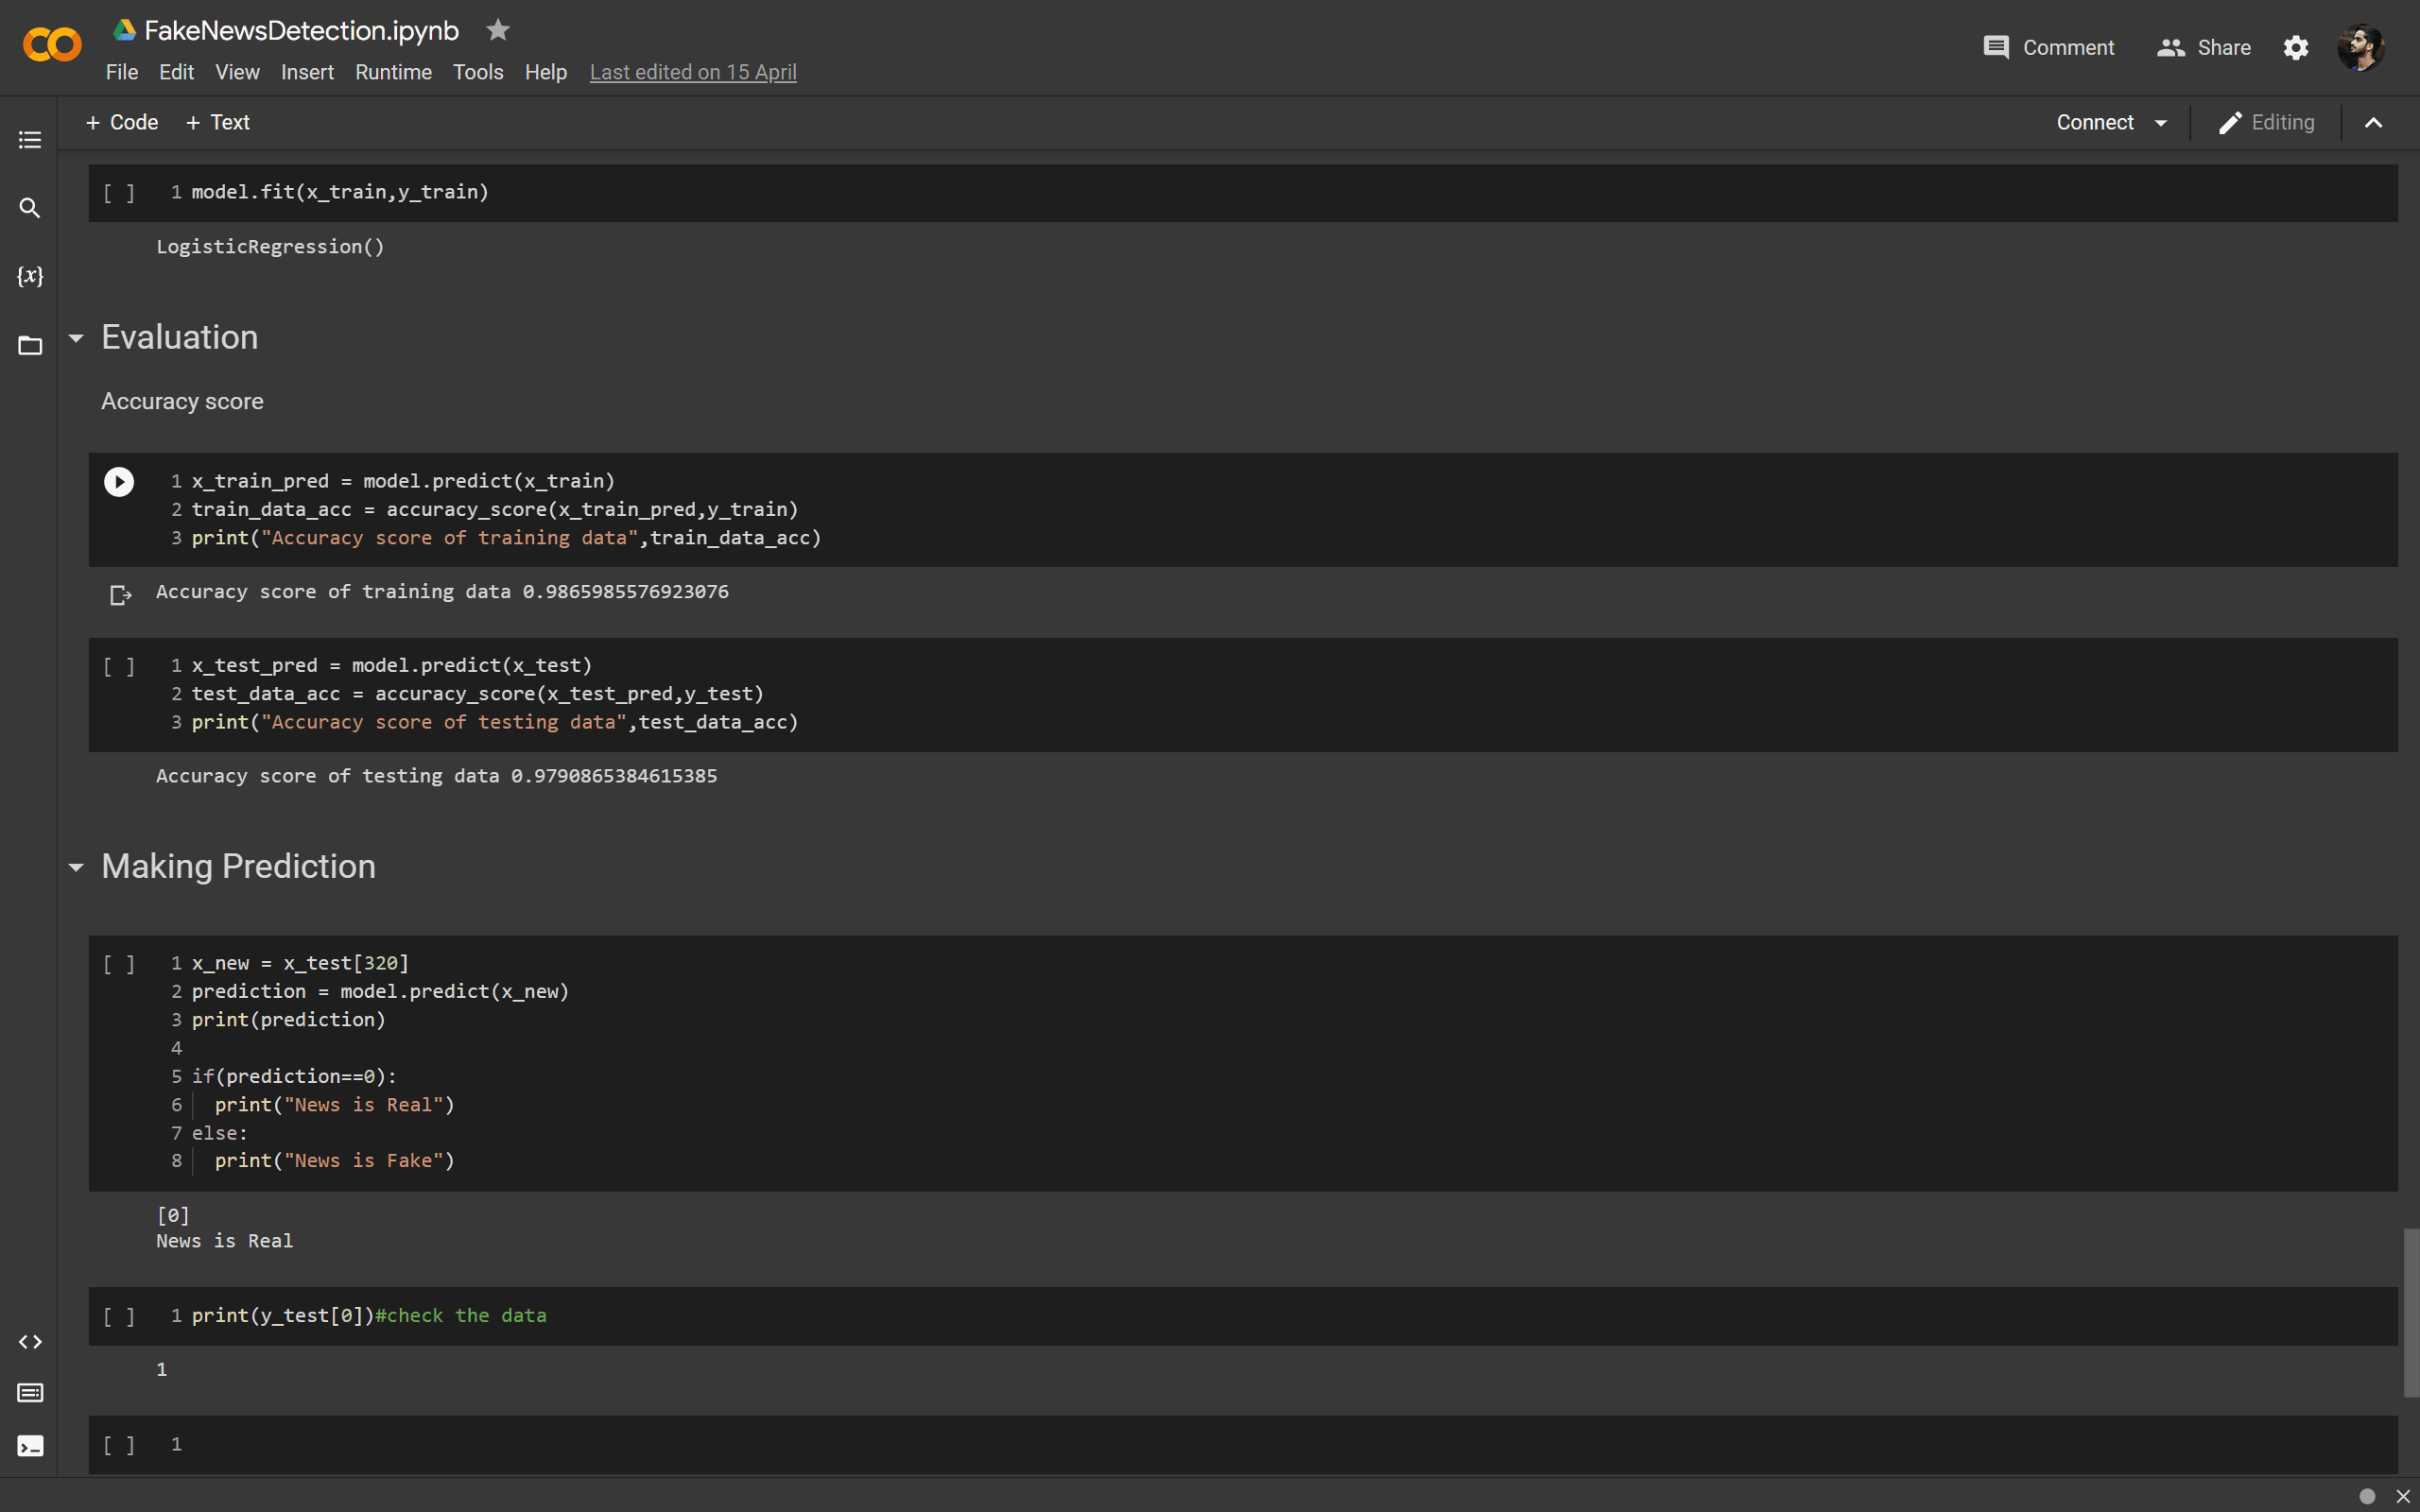 FakeNewsDetection.ipynb
Comment
Share
File Edit View Insert Runtime Tools Help Last edited on 15 April
+ Code + Text
Connect
Editing
{x}
[ ] 1 model.fit(x_train,y_train)
LogisticRegression()
Evaluation
Accuracy score
1 x_train_pred = model.predict(x_train)
2 train_data_acc = accuracy_score(x_train_pred,y_train)
3 print("Accuracy score of training data",train_data_acc)
Accuracy score of training data 0.9865985576923076
[ ] 1 x_test_pred = model.predict(x_test)
2 test_data_acc = accuracy_score(x_test_pred,y_test)
3 print("Accuracy score of testing data",test_data_acc)
Accuracy score of testing data 0.9790865384615385
Making Prediction
[ ] 1 x_new = x_test[320]
2 prediction = model.predict(x_new)
3 print(prediction)
4
5 if(prediction==0):
6 print("News is Real")
7 else:
8 print("News is Fake")
[0]
News is Real
[ ] 1 print(y_test[0])#check the data
1
[ ] 1